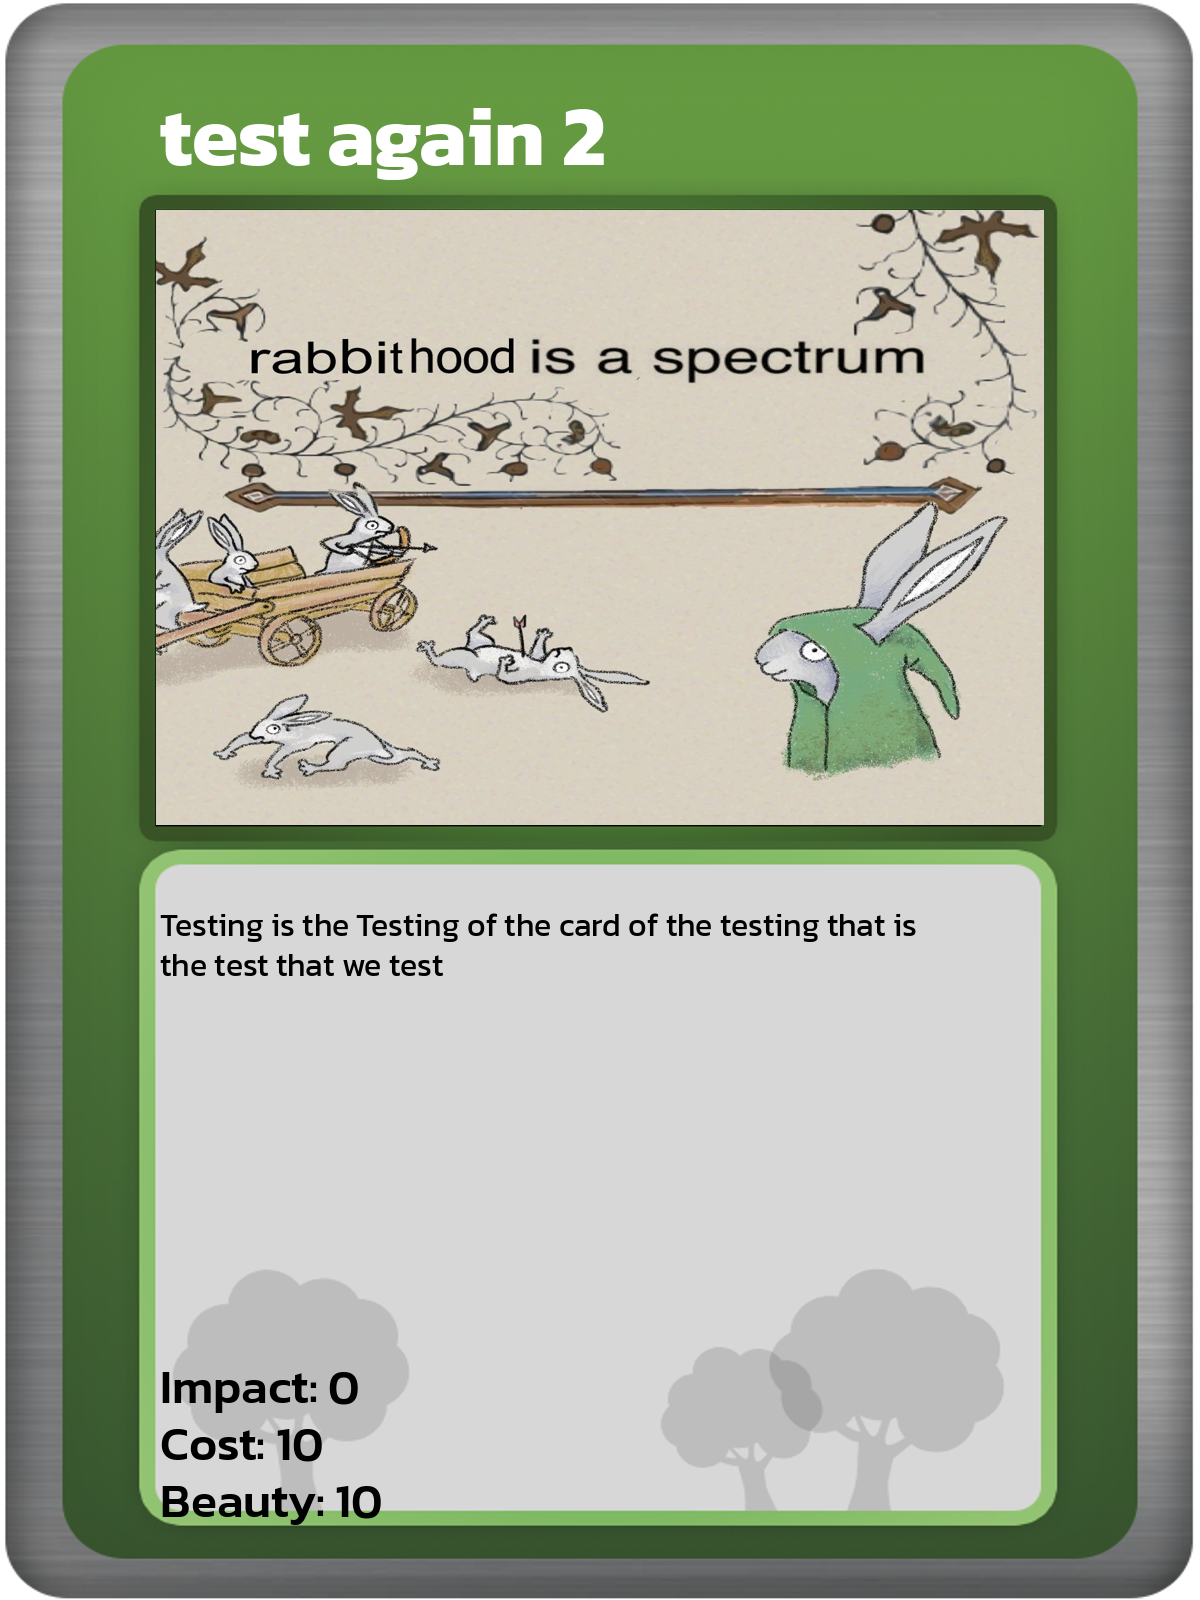 test again 2
rabbithood is a spectrum
Testing is the Testing of the card of the testing that is
the test that we test
Impact: 0
Cost: 10
Beauty: 10